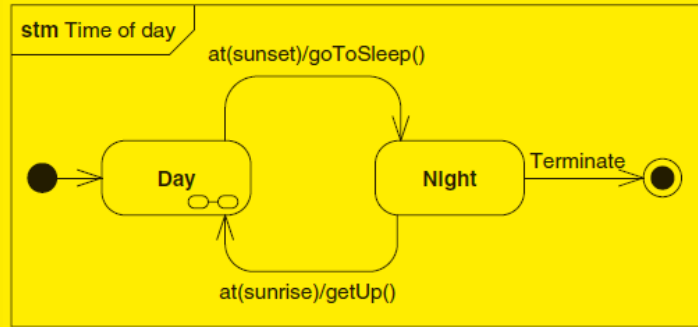 stm Time of day
at(sunset)/goToSleep()
Day
NIght
Terminate
at(sunrise)/getUp()